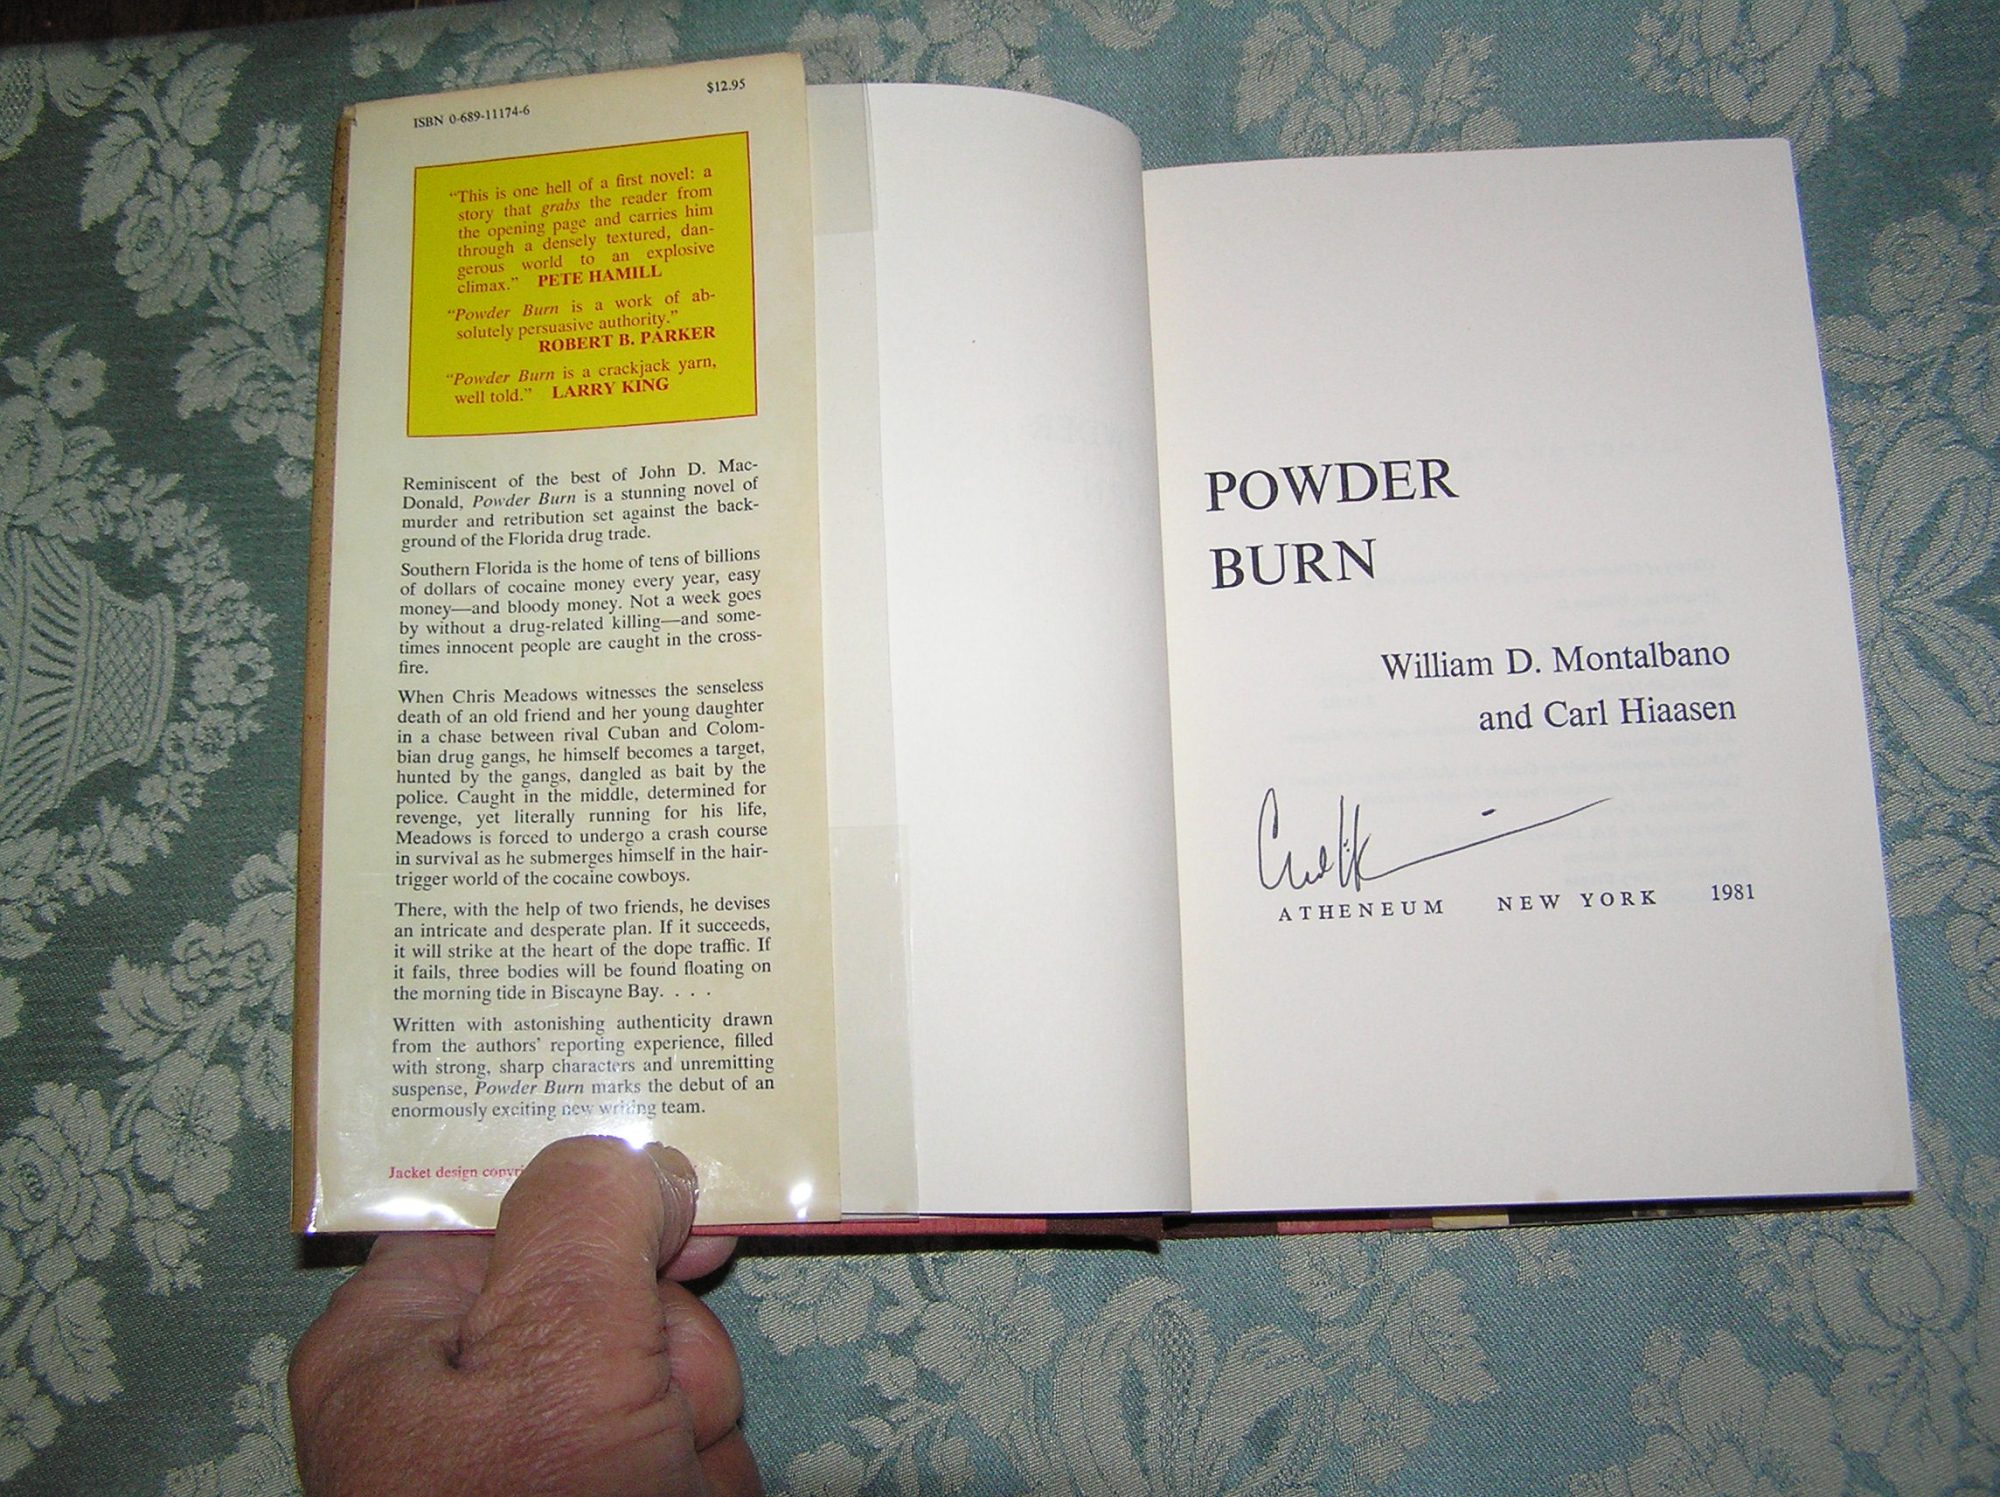 ISBN 0-689-11174-6
$12.95
“This is one hell of a first novel: a
story that grabs the reader from
the opening page and carries him
through a densely textured, dan-
gerous world to an explosive
climax.” PETE HAMILL
“Powder Burn is a work of ab-
solutely persuasive authority.”
ROBERT B. PARKER
“Powder Burn is a crackjack yarn,
well told.” LARRY KING
Reminiscent of the best of John D. Mac-
Donald, Powder Burn is a stunning novel of
murder and retribution set against the back-
ground of the Florida drug trade.
Southern Florida is the home of tens of billions
of dollars of cocaine money every year, easy
money—and bloody money. Not a week goes
by without a drug-related killing—and some-
times innocent people are caught in the cross-
fire.
When Chris Meadows witnesses the senseless
death of an old friend and her young daughter
in a chase between rival Cuban and Colom-
bian drug gangs, he himself becomes a target,
hunted by the gangs, dangled as bait by the
police. Caught in the middle, determined for
revenge, yet literally running for his life,
Meadows is forced to undergo a crash course
in survival as he submerges himself in the hair-
trigger world of the cocaine cowboys.
There, with the help of two friends, he devises
an intricate and desperate plan. If it succeeds,
it will strike at the heart of the dope traffic. If
it fails, three bodies will be found floating on
the morning tide in Biscayne Bay. . . .
Written with astonishing authenticity drawn
from the authors’ reporting experience, filled
with strong, sharp characters and unremitting
suspense, Powder Burn marks the debut of an
enormously exciting new writing team.
Jacket design
POWDER
BURN
William D. Montalbano
and Carl Hiaasen
ATHENEUM NEW YORK 1981